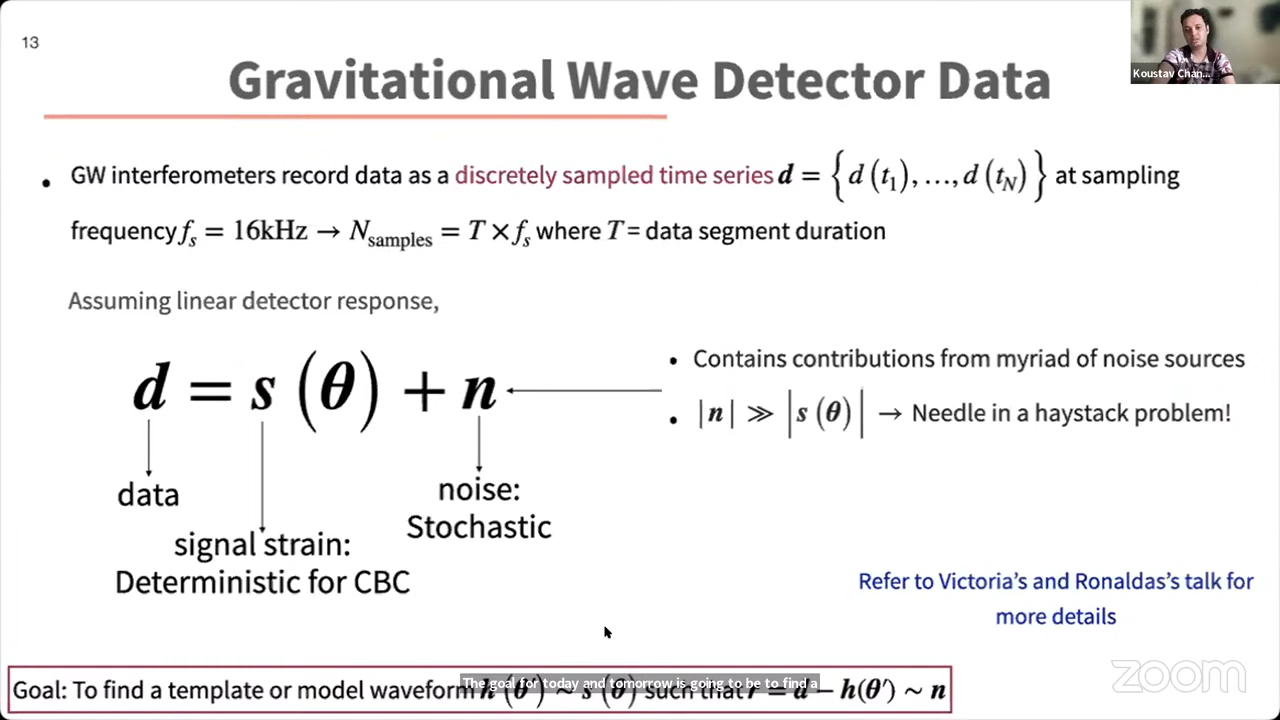 13
Koustav Chan...
Gravitational Wave Detector Data
• GW interferometers record data as a discretely sampled time series d = {d(t₁),…,d(t_N)} at sampling
frequency fₛ = 16kHz → N_samples = T × fₛ where T = data segment duration
Assuming linear detector response,
d = s(θ) + n
• Contains contributions from myriad of noise sources
• |n| ≫ |s(θ)| → Needle in a haystack problem!
data
noise:
Stochastic
signal strain:
Deterministic for CBC
Refer to Victoria's and Ronaldas's talk for
more details
Goal: To find a template or model waveform h(θ′) ~ s(θ) such that r = d − h(θ′) ~ n
The goal for today and tomorrow is going to be to find a
zoom